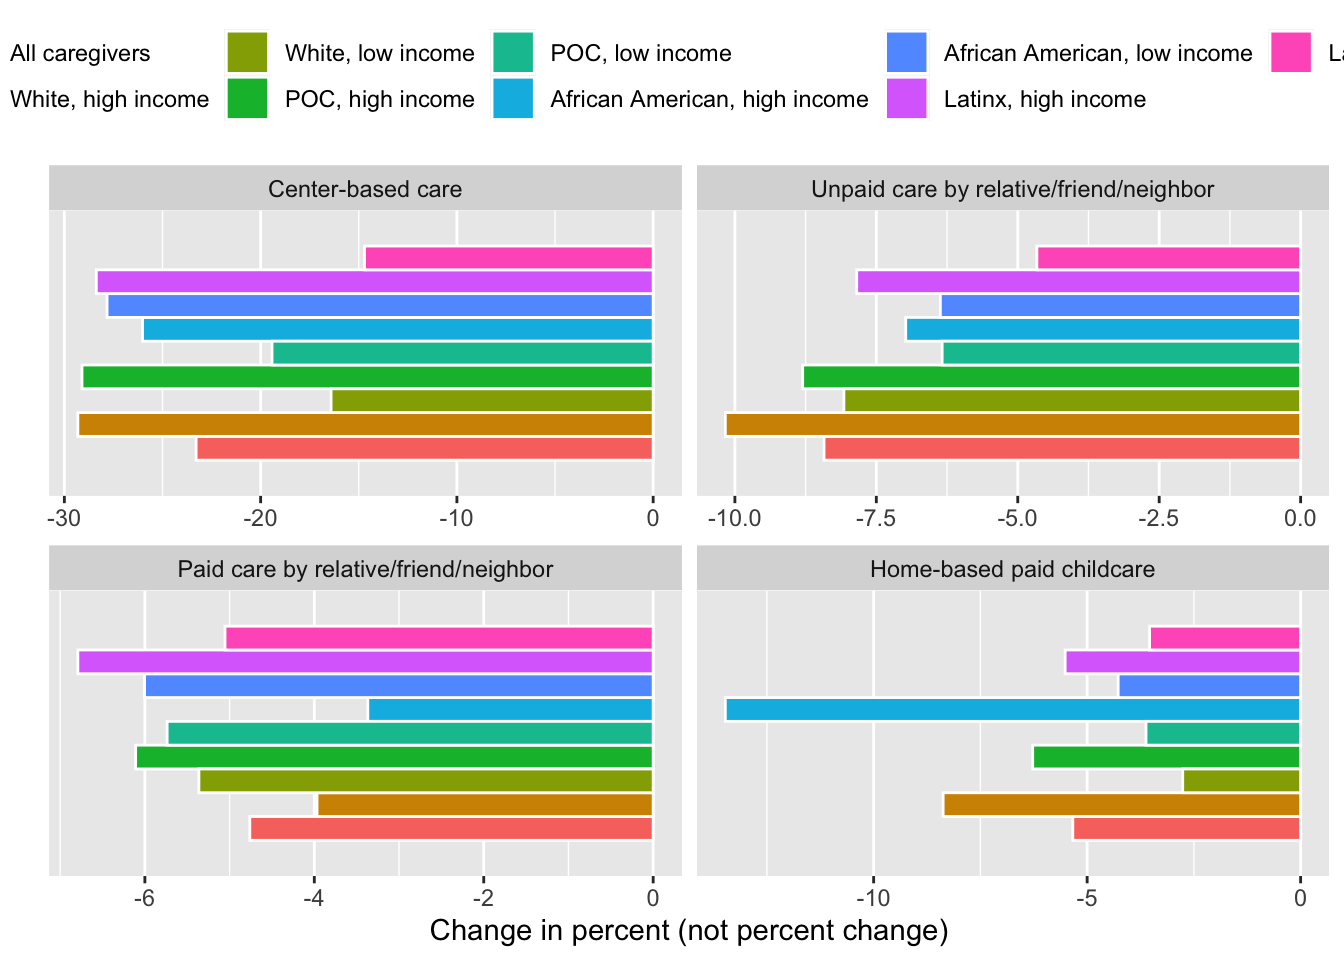 All caregivers White, low income POC, low income African American, low income
White, high income POC, high income African American, high income Latinx, high income
Center-based care Unpaid care by relative/friend/neighbor
-30 -20 -10 0 -10.0 -7.5 -5.0 -2.5 0.0
Paid care by relative/friend/neighbor Home-based paid childcare
-6 -4 -2 0 -10 -5 0
Change in percent (not percent change)